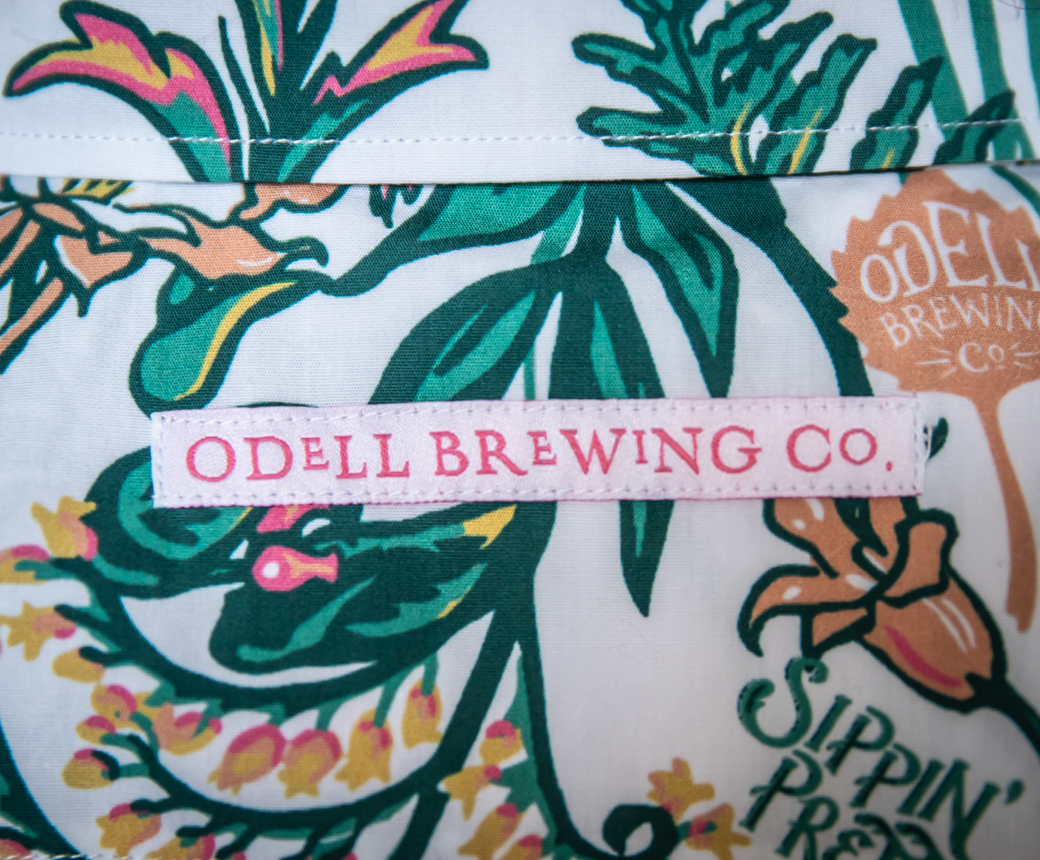 ODELL
BREWING
CO
ODELL BREWING CO.
SIPPIN'